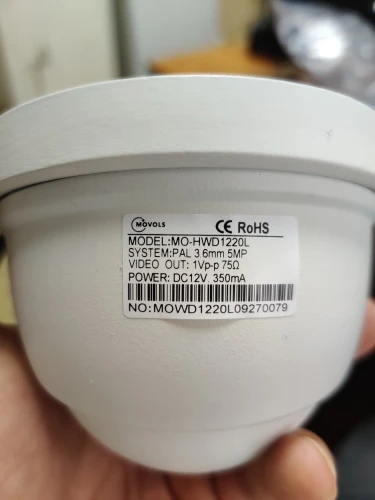 MOVOLS CE RoHS
MODEL:MO-HWD1220L
SYSTEM:PAL 3.6mm 5MP
VIDEO OUT: 1Vp-p 75Ω
POWER: DC12V. 350mA
NO:MOWD1220L09270079